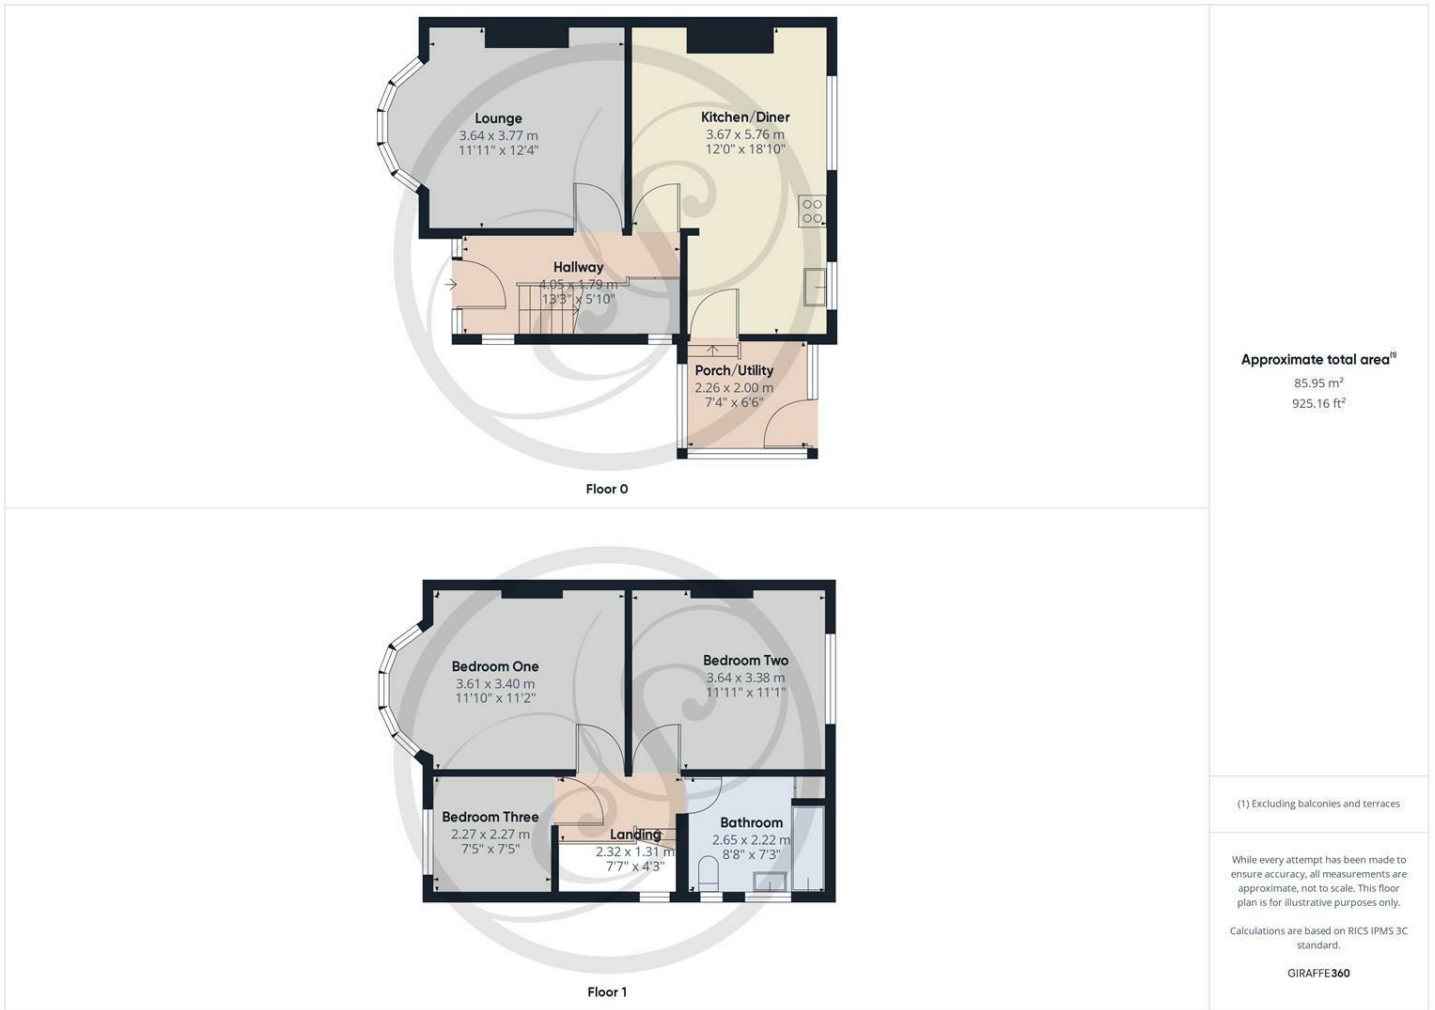 Lounge
3.64 x 3.77 m
11'11" x 12'4"
Kitchen/Diner
3.67 x 5.76 m
12'0" x 18'10"
Hallway
4.05 x 1.79 m
13'3" x 5'10"
Porch/Utility
2.26 x 2.00 m
7'4" x 6'6"
Floor 0
Approximate total area(1)
85.95 m²
925.16 ft²
Bedroom One
3.61 x 3.40 m
11'10" x 11'2"
Bedroom Two
3.64 x 3.38 m
11'11" x 11'1"
Bedroom Three
2.27 x 2.27 m
7'5" x 7'5"
Landing
2.32 x 1.31 m
7'7" x 4'3"
Bathroom
2.65 x 2.22 m
8'8" x 7'3"
Floor 1
(1) Excluding balconies and terraces
While every attempt has been made to
ensure accuracy, all measurements are
approximate, not to scale. This floor
plan is for illustrative purposes only.
Calculations are based on RICS IPMS 3C
standard.
GIRAFFE360